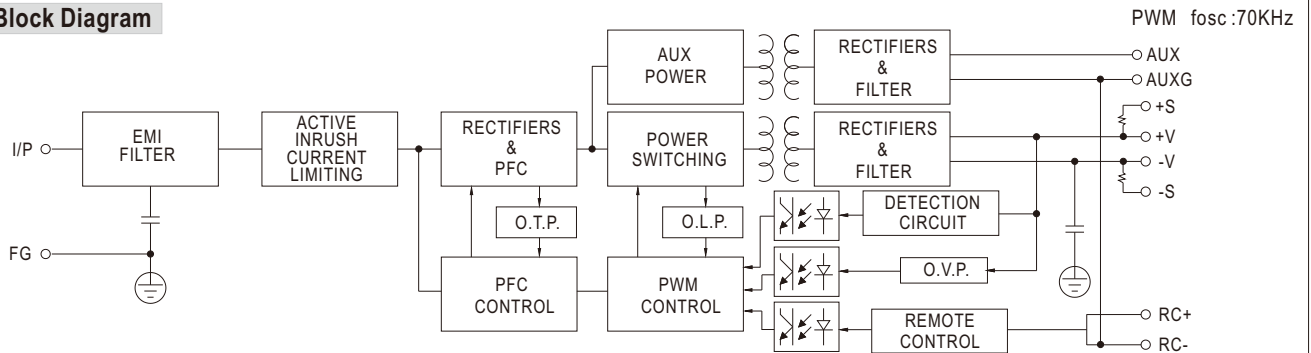 Block Diagram
PWM fosc :70KHz
AUX
POWER
RECTIFIERS
&
FILTER
AUX
AUXG
I/P
EMI
FILTER
ACTIVE
INRUSH
CURRENT
LIMITING
RECTIFIERS
&
PFC
POWER
SWITCHING
RECTIFIERS
&
FILTER
+S
+V
-V
-S
O.T.P.
O.L.P.
DETECTION
CIRCUIT
FG
PFC
CONTROL
PWM
CONTROL
O.V.P.
REMOTE
CONTROL
RC+
RC-